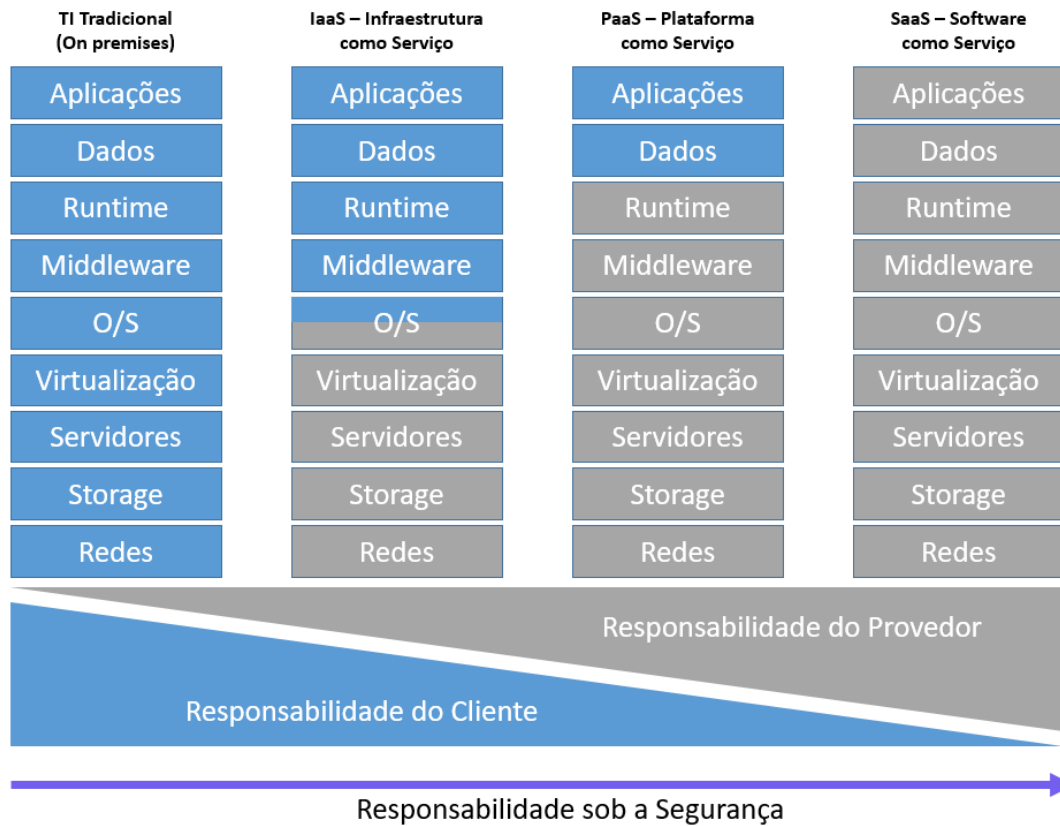 TI Tradicional
(On premises)
IaaS – Infraestrutura
como Serviço
PaaS – Plataforma
como Serviço
SaaS – Software
como Serviço
Aplicações
Dados
Runtime
Middleware
O/S
Virtualização
Servidores
Storage
Redes
Aplicações
Dados
Runtime
Middleware
O/S
Virtualização
Servidores
Storage
Redes
Aplicações
Dados
Runtime
Middleware
O/S
Virtualização
Servidores
Storage
Redes
Aplicações
Dados
Runtime
Middleware
O/S
Virtualização
Servidores
Storage
Redes
Responsabilidade do Provedor
Responsabilidade do Cliente
Responsabilidade sob a Segurança